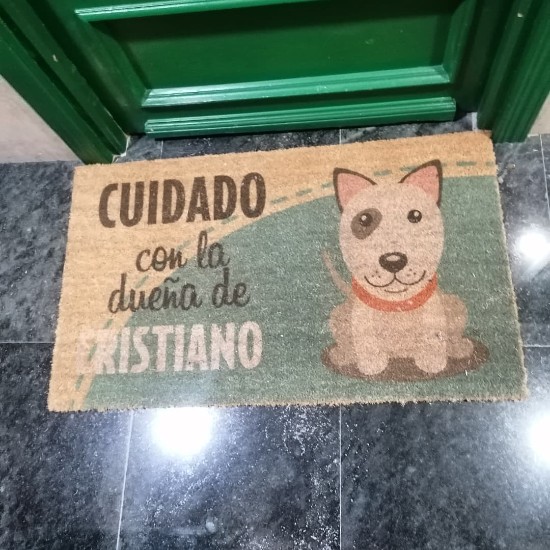 CUIDADO
con la
dueña de
CRISTIANO